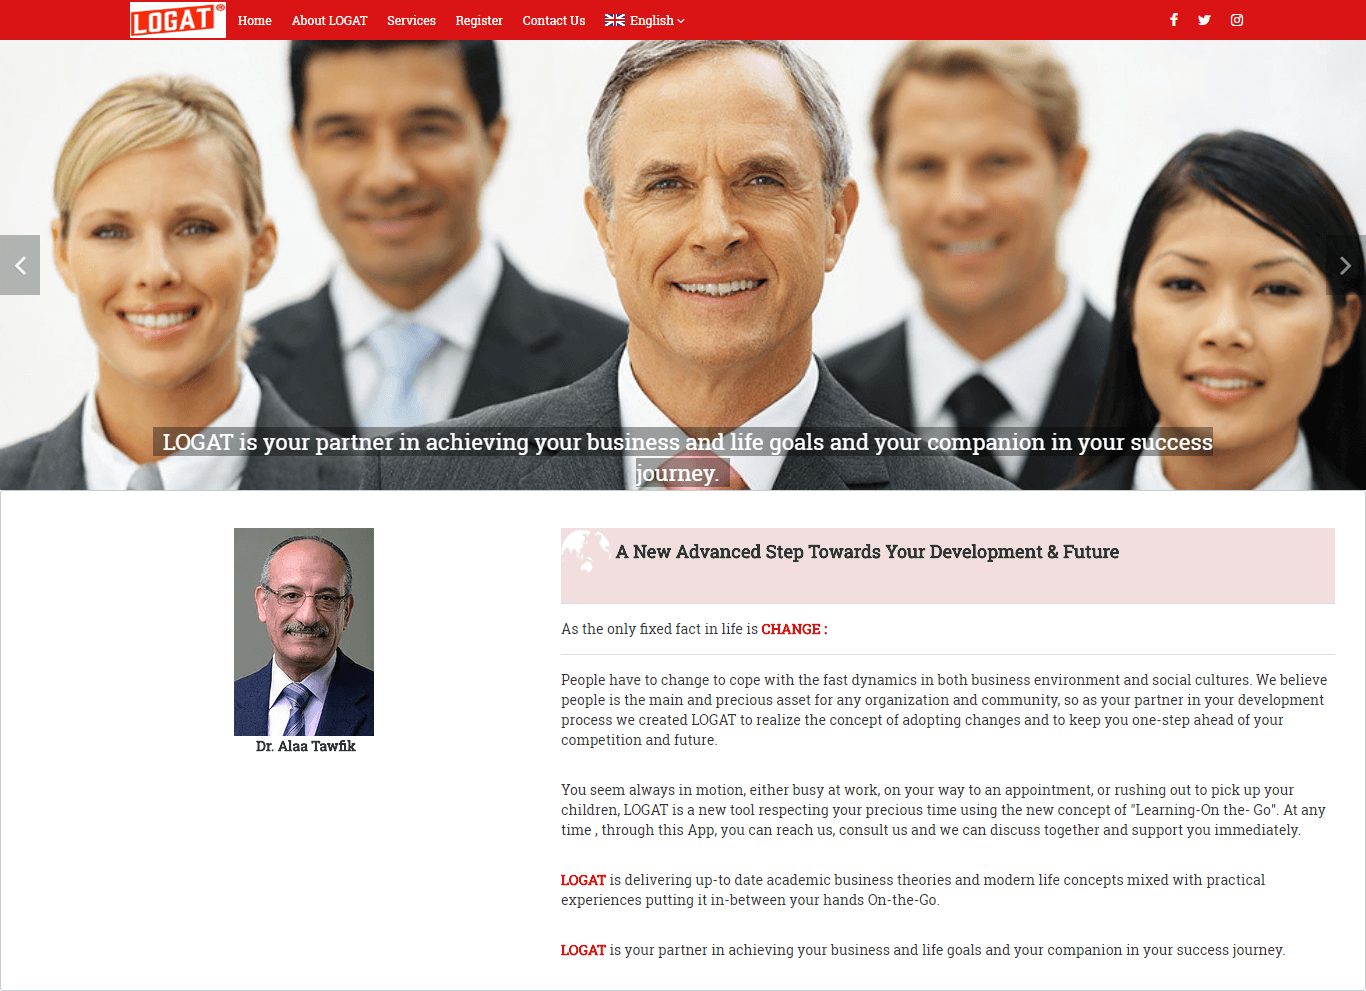 LOGAT®
Home
About LOGAT
Services
Register
Contact Us
English
LOGAT is your partner in achieving your business and life goals and your companion in your success
journey.
Dr. Alaa Tawfik
A New Advanced Step Towards Your Development & Future
As the only fixed fact in life is CHANGE :
People have to change to cope with the fast dynamics in both business environment and social cultures. We believe
people is the main and precious asset for any organization and community, so as your partner in your development
process we created LOGAT to realize the concept of adopting changes and to keep you one-step ahead of your
competition and future.
You seem always in motion, either busy at work, on your way to an appointment, or rushing out to pick up your
children, LOGAT is a new tool respecting your precious time using the new concept of "Learning-On the- Go". At any
time , through this App, you can reach us, consult us and we can discuss together and support you immediately.
LOGAT is delivering up-to date academic business theories and modern life concepts mixed with practical
experiences putting it in-between your hands On-the-Go.
LOGAT is your partner in achieving your business and life goals and your companion in your success journey.